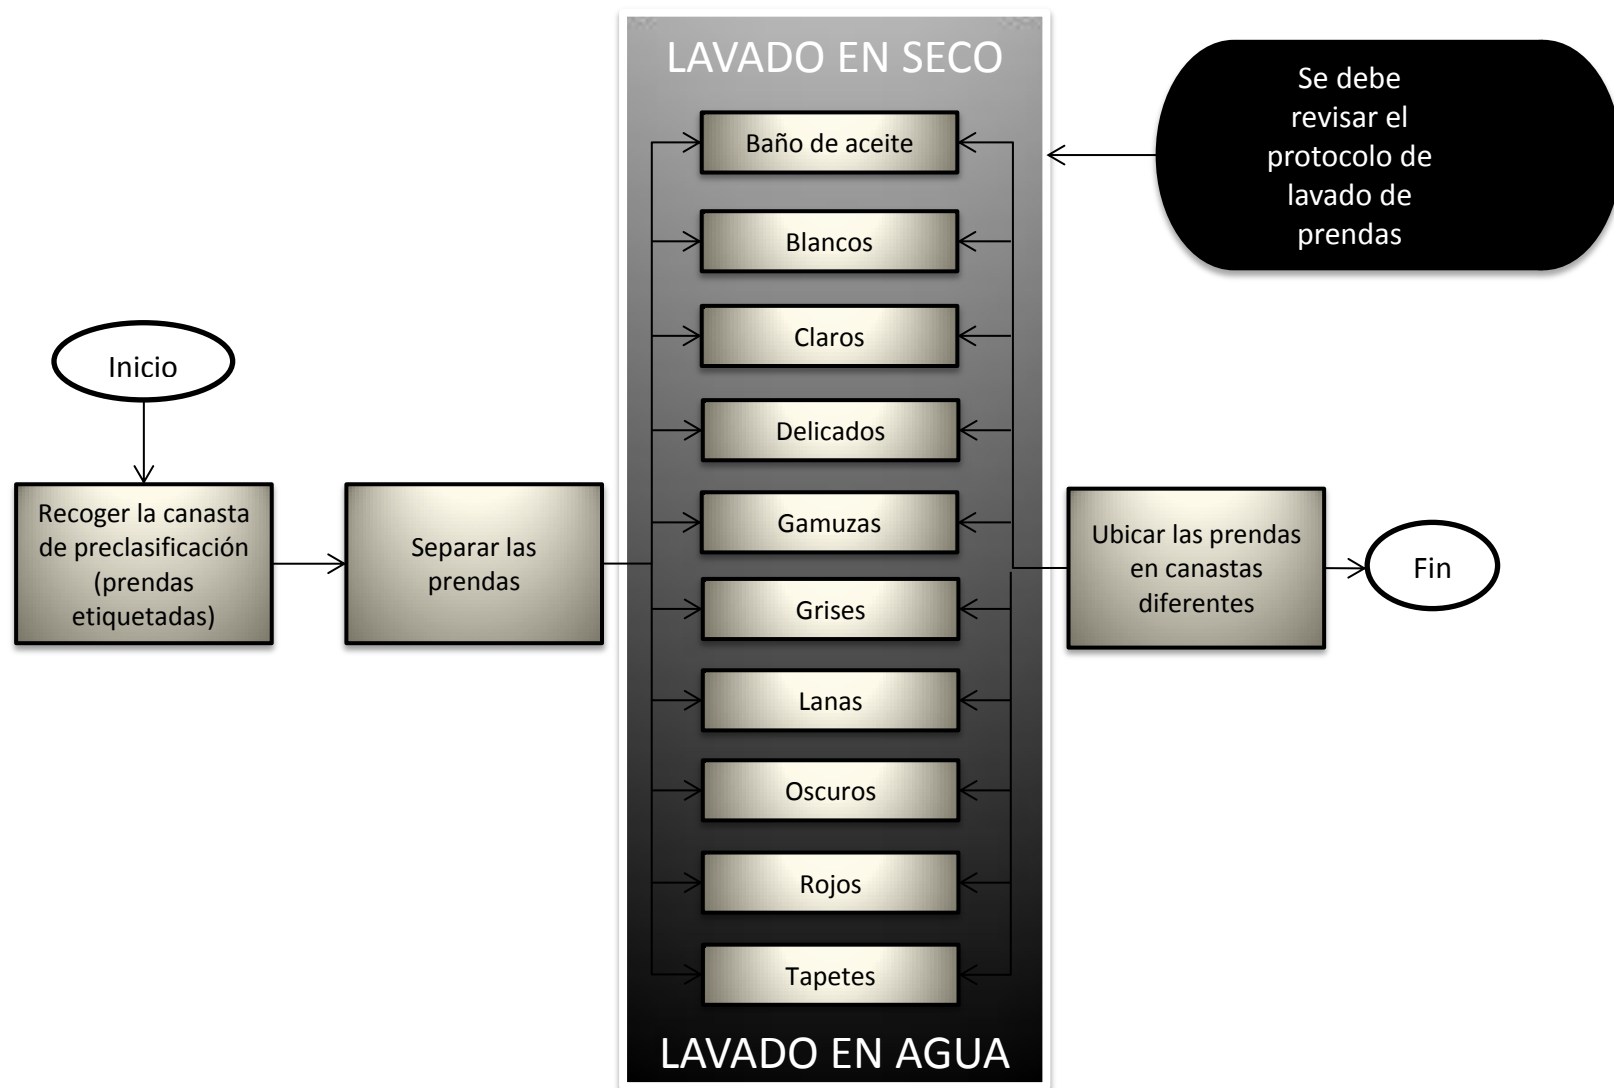 Inicio
Recoger la canasta
de preclasificación
(prendas
etiquetadas)
Separar las
prendas
LAVADO EN SECO
Baño de aceite
Blancos
Claros
Delicados
Gamuzas
Grises
Lanas
Oscuros
Rojos
Tapetes
LAVADO EN AGUA
Se debe
revisar el
protocolo de
lavado de
prendas
Ubicar las prendas
en canastas
diferentes
Fin